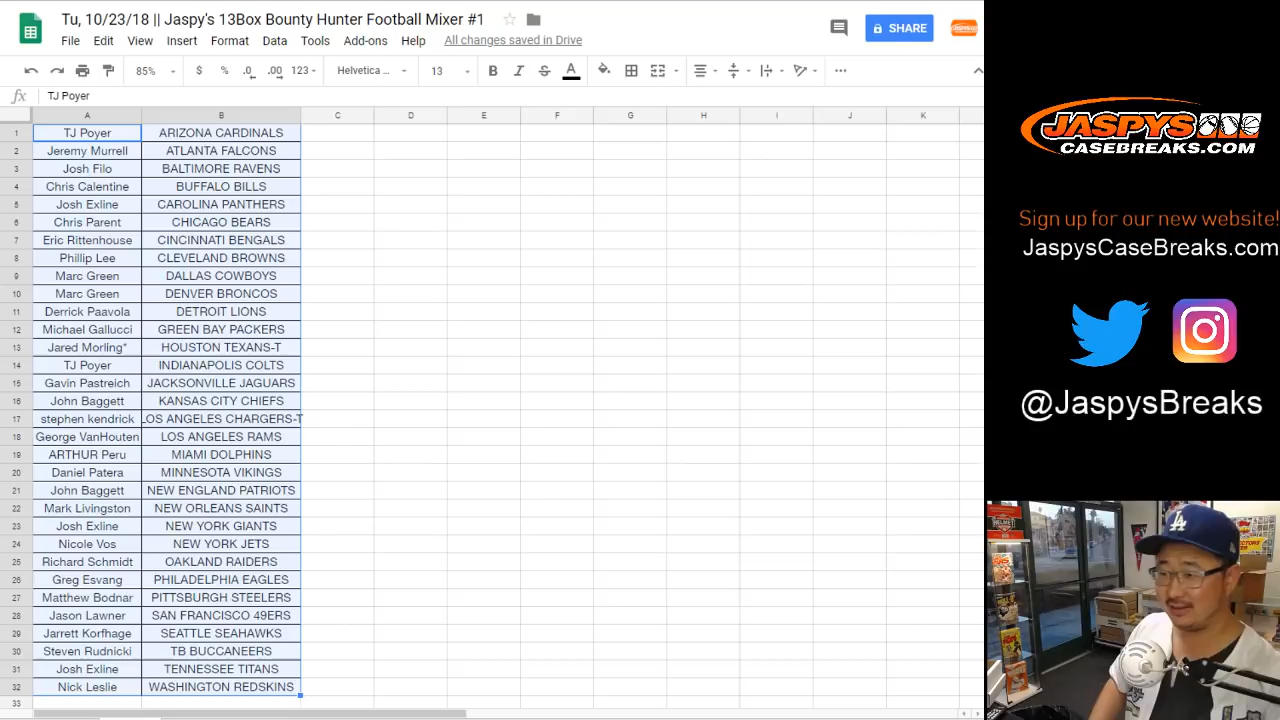 Tu, 10/23/18 || Jaspy's 13Box Bounty Hunter Football Mixer #1
File Edit View Insert Format Data Tools Add-ons Help All changes saved in Drive
SHARE
85% $ % .0 .00 123 Helvetica ... 13 B I S A
fx TJ Poyer
A B C D E F G H I J K
1 TJ Poyer ARIZONA CARDINALS
2 Jeremy Murrell ATLANTA FALCONS
3 Josh Filo BALTIMORE RAVENS
4 Chris Calentine BUFFALO BILLS
5 Josh Exline CAROLINA PANTHERS
6 Chris Parent CHICAGO BEARS
7 Eric Rittenhouse CINCINNATI BENGALS
8 Phillip Lee CLEVELAND BROWNS
9 Marc Green DALLAS COWBOYS
10 Marc Green DENVER BRONCOS
11 Derrick Paavola DETROIT LIONS
12 Michael Gallucci GREEN BAY PACKERS
13 Jared Morling* HOUSTON TEXANS-T
14 TJ Poyer INDIANAPOLIS COLTS
15 Gavin Pastreich JACKSONVILLE JAGUARS
16 John Baggett KANSAS CITY CHIEFS
17 stephen kendrick LOS ANGELES CHARGERS-T
18 George VanHouten LOS ANGELES RAMS
19 ARTHUR Peru MIAMI DOLPHINS
20 Daniel Patera MINNESOTA VIKINGS
21 John Baggett NEW ENGLAND PATRIOTS
22 Mark Livingston NEW ORLEANS SAINTS
23 Josh Exline NEW YORK GIANTS
24 Nicole Vos NEW YORK JETS
25 Richard Schmidt OAKLAND RAIDERS
26 Greg Esvang PHILADELPHIA EAGLES
27 Matthew Bodnar PITTSBURGH STEELERS
28 Jason Lawner SAN FRANCISCO 49ERS
29 Jarrett Korfhage SEATTLE SEAHAWKS
30 Steven Rudnicki TB BUCCANEERS
31 Josh Exline TENNESSEE TITANS
32 Nick Leslie WASHINGTON REDSKINS
33
JASPYS
CASEBREAKS.COM
Sign up for our new website!
JaspysCaseBreaks.com
@JaspysBreaks
LA